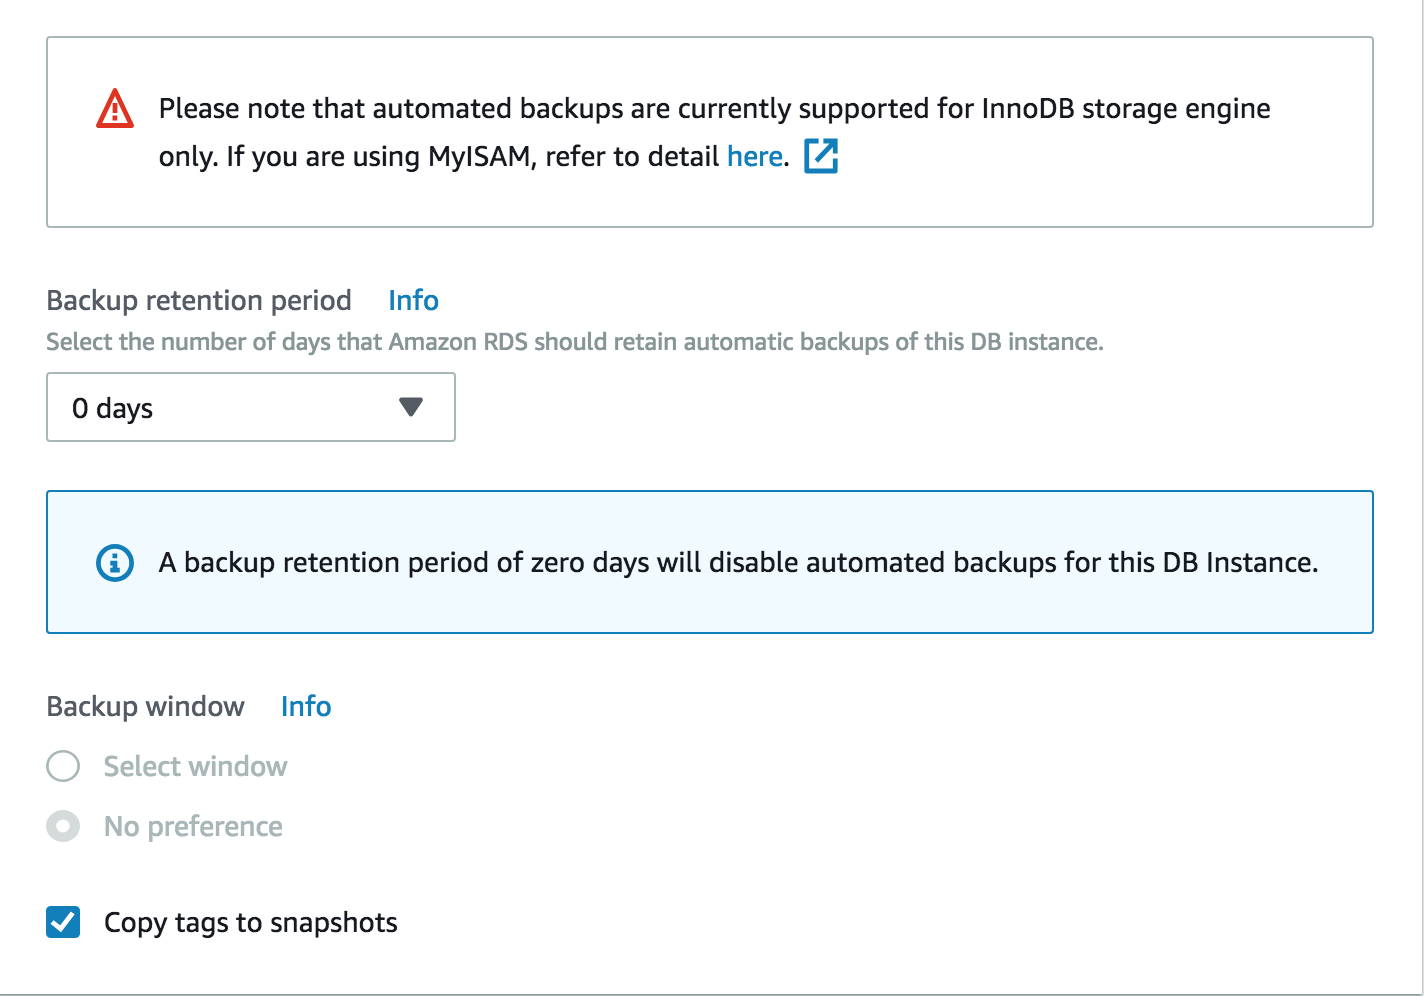 Please note that automated backups are currently supported for InnoDB storage engine
only. If you are using MyISAM, refer to detail here.
Backup retention period Info
Select the number of days that Amazon RDS should retain automatic backups of this DB instance.
0 days
A backup retention period of zero days will disable automated backups for this DB Instance.
Backup window Info
Select window
No preference
Copy tags to snapshots